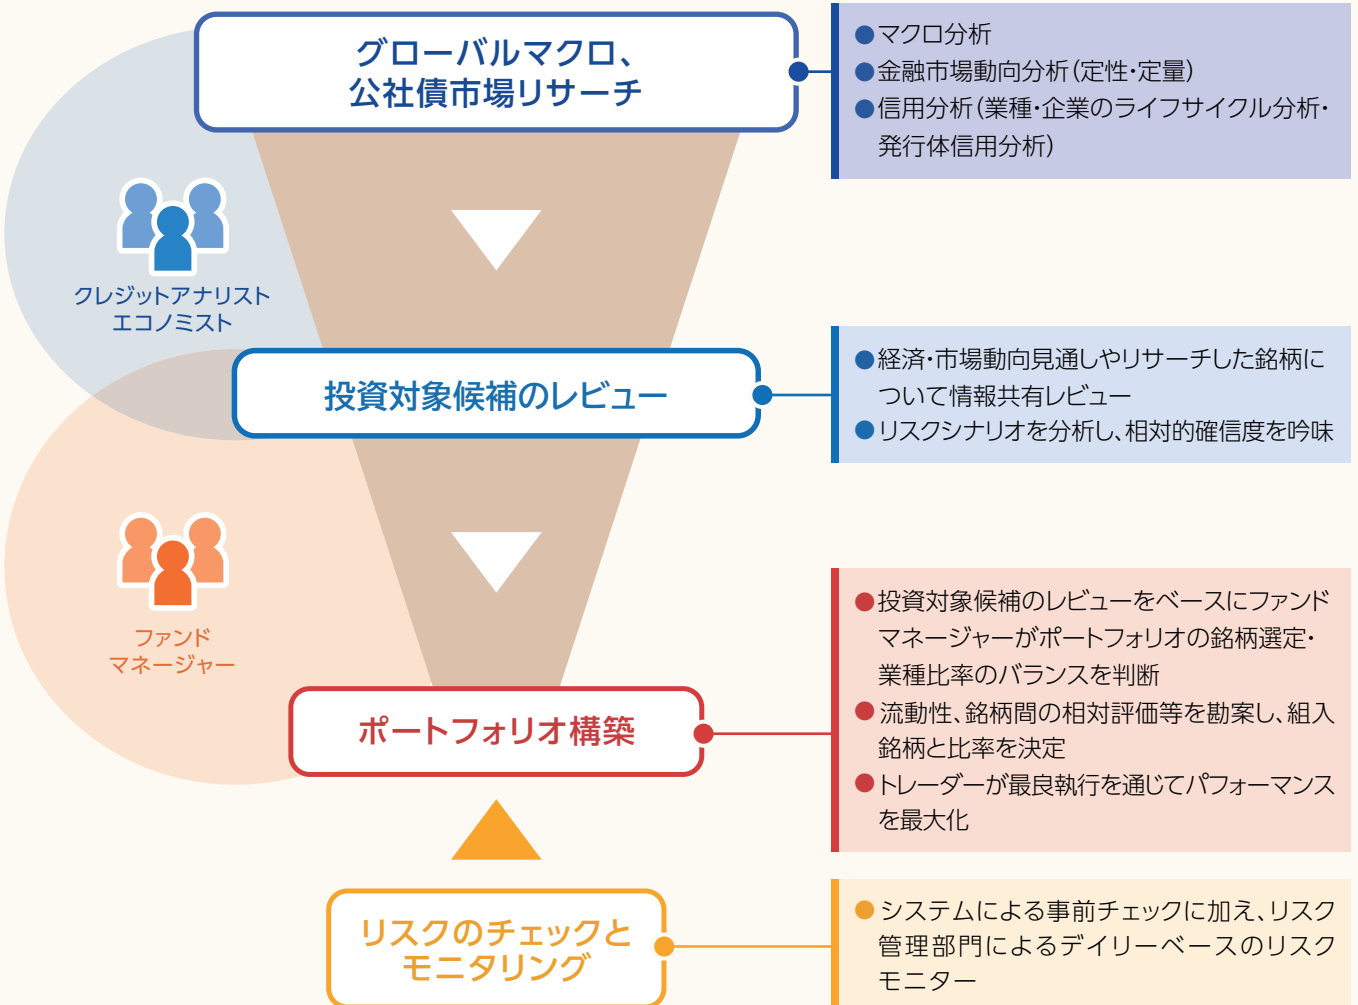 グローバルマクロ、
公社債市場リサーチ
●マクロ分析
●金融市場動向分析(定性・定量)
●信用分析(業種・企業のライフサイクル分析・
発行体信用分析)
クレジットアナリスト
エコノミスト
投資対象候補のレビュー
●経済・市場動向見通しやリサーチした銘柄に
ついて情報共有レビュー
●リスクシナリオを分析し、相対的確信度を吟味
ファンド
マネージャー
ポートフォリオ構築
●投資対象候補のレビューをベースにファンド
マネージャーがポートフォリオの銘柄選定・
業種比率のバランスを判断
●流動性、銘柄間の相対評価等を勘案し、組入
銘柄と比率を決定
●トレーダーが最良執行を通じてパフォーマンス
を最大化
リスクのチェックと
モニタリング
●システムによる事前チェックに加え、リスク
管理部門によるデイリーベースのリスク
モニター